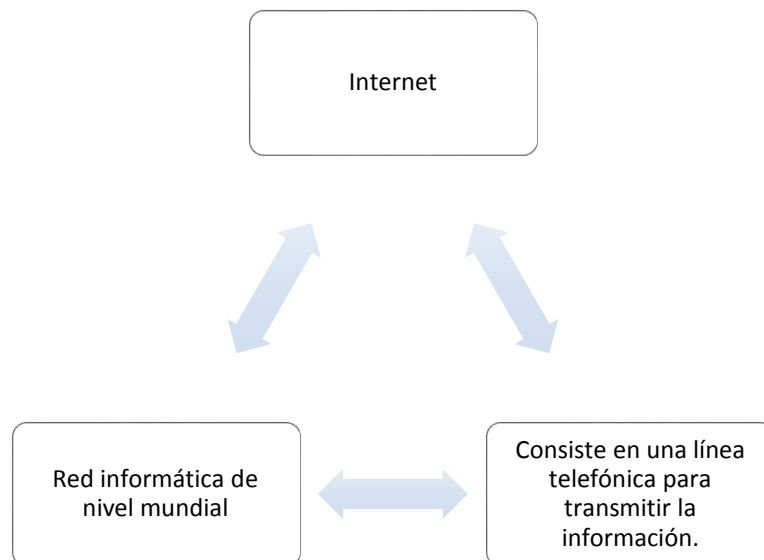 Internet
Red informática de
nivel mundial
Consiste en una línea
telefónica para
transmitir la
información.